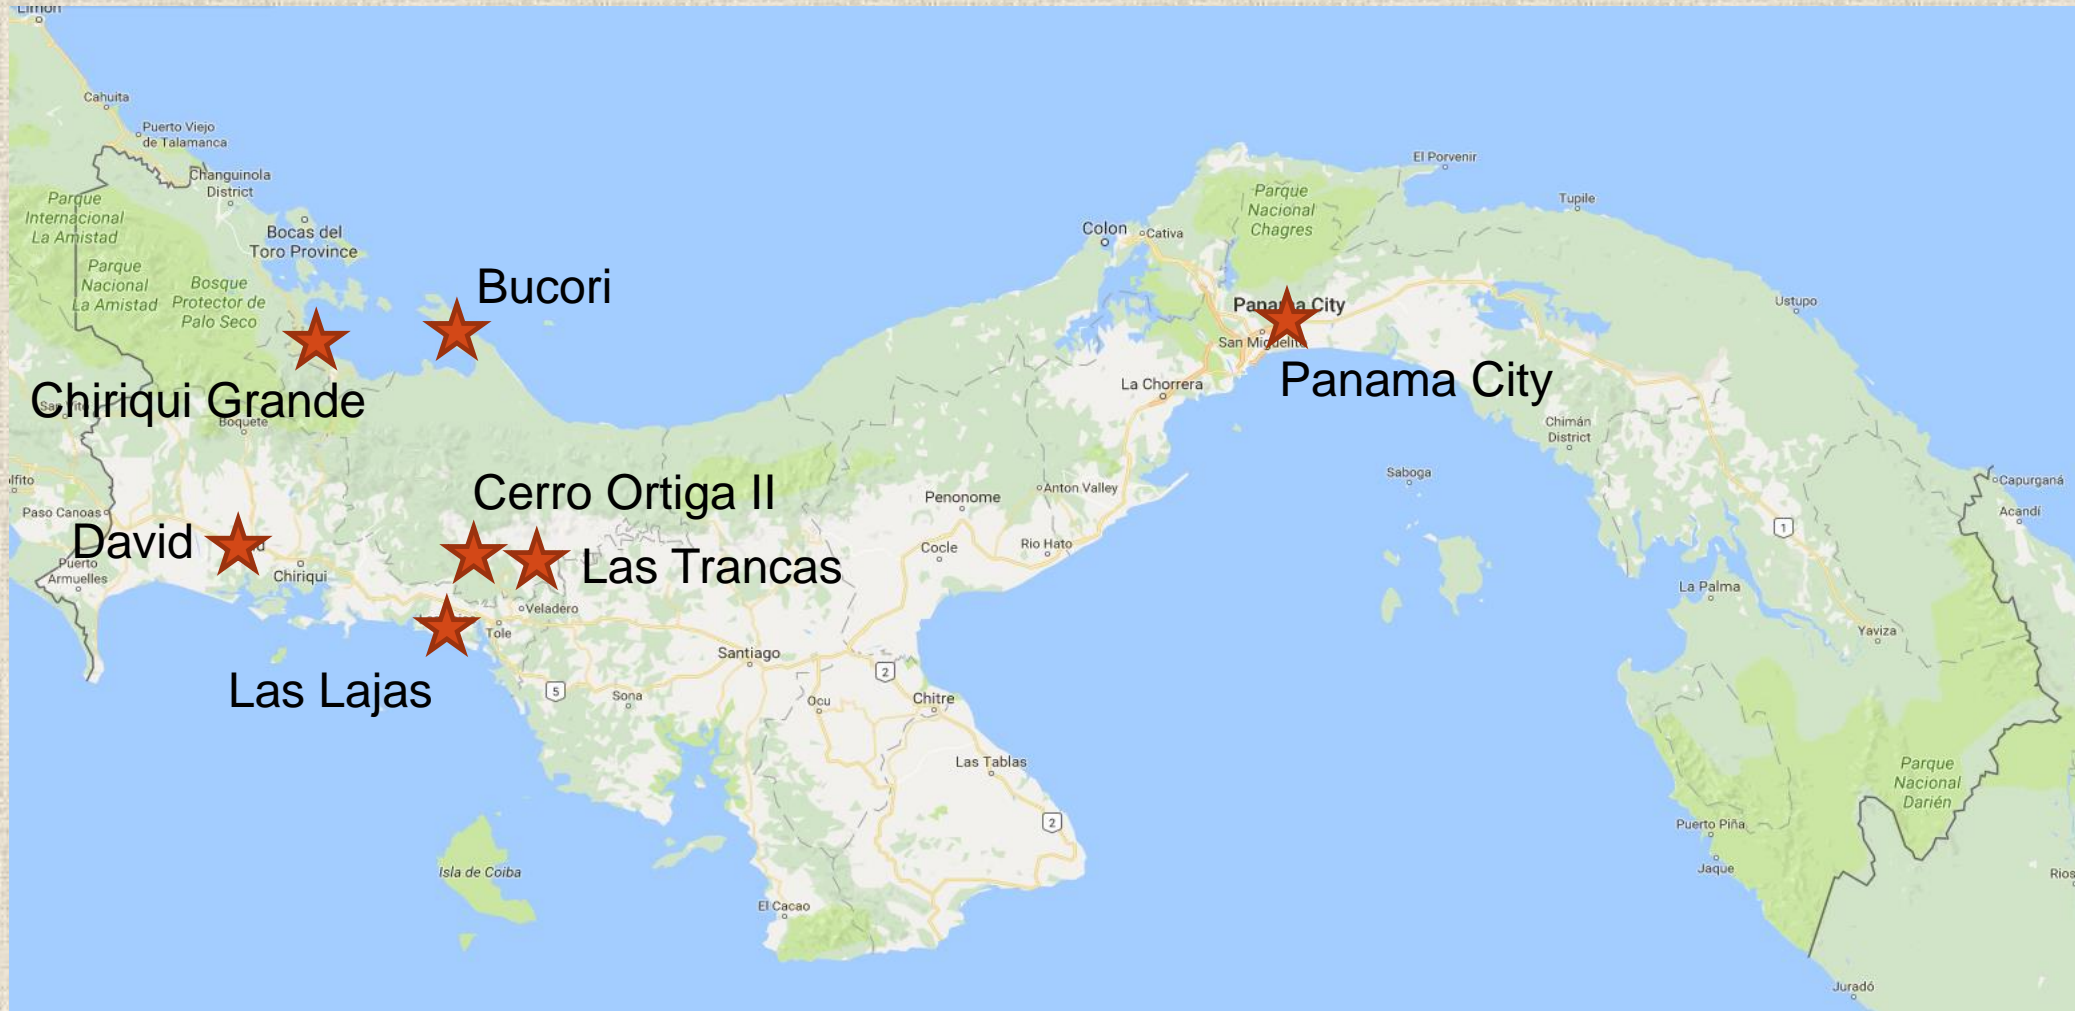 Limon
Cahuita
Puerto Viejo
de Talamanca
Changuinola
District
Parque
Internacional
La Amistad
Bocas del
Toro Province
Parque
Nacional
La Amistad
Bosque
Protector de
Palo Seco
Bucori
Chiriqui Grande
Boquete
Cerro Ortiga II
David
Las Trancas
Las Lajas
Paso Canoas
Puerto
Armuelles
Chiriqui
Veladero
Tole
Santiago
5
Sona
Ocu
2
Chitre
Las Tablas
2
Isla de Coiba
El Cacao
Penonome
Anton Valley
Cocle
Rio Hato
Colon
Cativa
Parque
Nacional
Chagres
El Porvenir
Tupile
Ustupo
Panama City
San Miguelito
Panama City
La Chorrera
Chimán
District
Saboga
1
La Palma
Yaviza
Capurganá
Acandí
Parque
Nacional
Darién
Puerto Piña
Jaque
Juradó